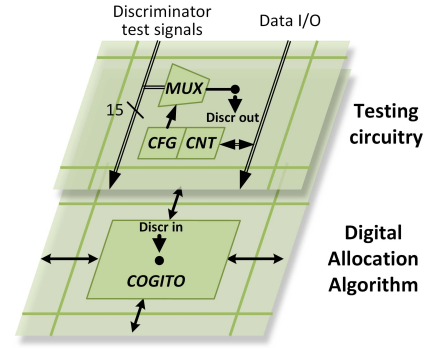 Discriminator
test signals
Data I/O
MUX
15
Discr out
CFG CNT
Testing
circuitry
Discr in
COGITO
Digital
Allocation
Algorithm